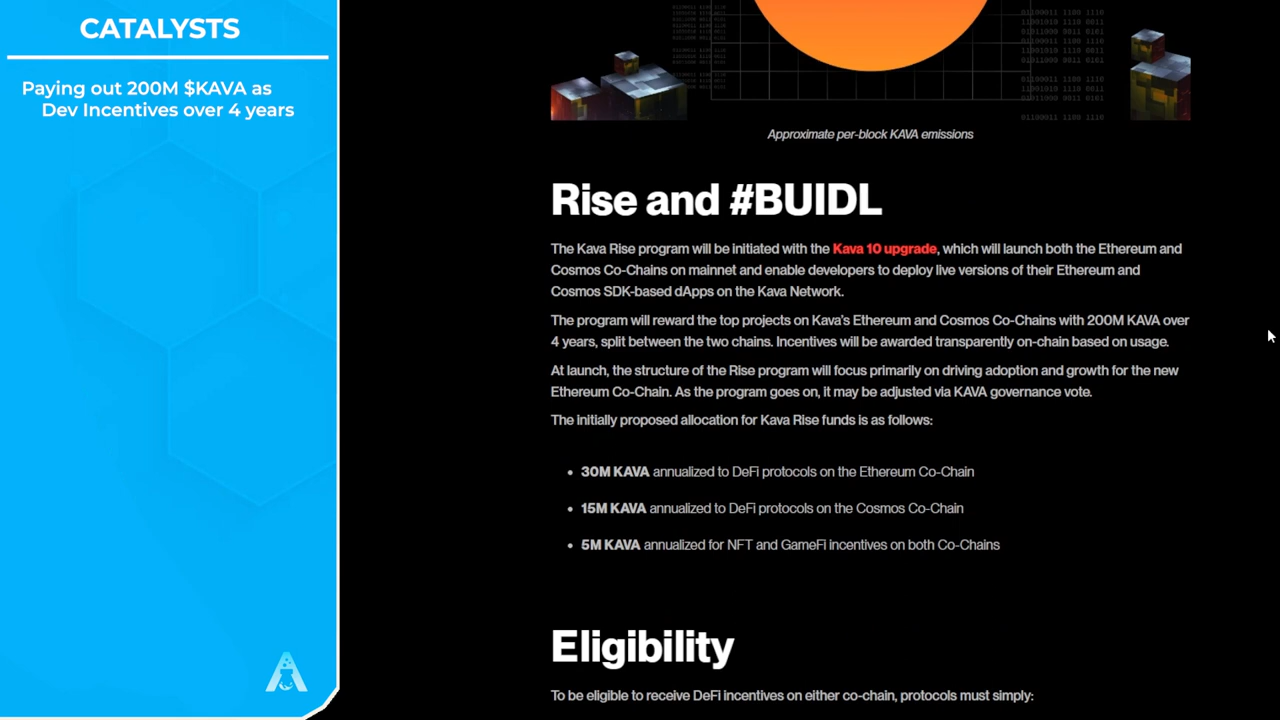 CATALYSTS
Paying out 200M $KAVA as
Dev Incentives over 4 years
Approximate per-block KAVA emissions
Rise and #BUIDL
The Kava Rise program will be initiated with the Kava 10 upgrade, which will launch both the Ethereum and
Cosmos Co-Chains on mainnet and enable developers to deploy live versions of their Ethereum and
Cosmos SDK-based dApps on the Kava Network.
The program will reward the top projects on Kava's Ethereum and Cosmos Co-Chains with 200M KAVA over
4 years, split between the two chains. Incentives will be awarded transparently on-chain based on usage.
At launch, the structure of the Rise program will focus primarily on driving adoption and growth for the new
Ethereum Co-Chain. As the program goes on, it may be adjusted via KAVA governance vote.
The initially proposed allocation for Kava Rise funds is as follows:
• 30M KAVA annualized to DeFi protocols on the Ethereum Co-Chain
• 15M KAVA annualized to DeFi protocols on the Cosmos Co-Chain
• 5M KAVA annualized for NFT and GameFi incentives on both Co-Chains
Eligibility
To be eligible to receive DeFi incentives on either co-chain, protocols must simply: